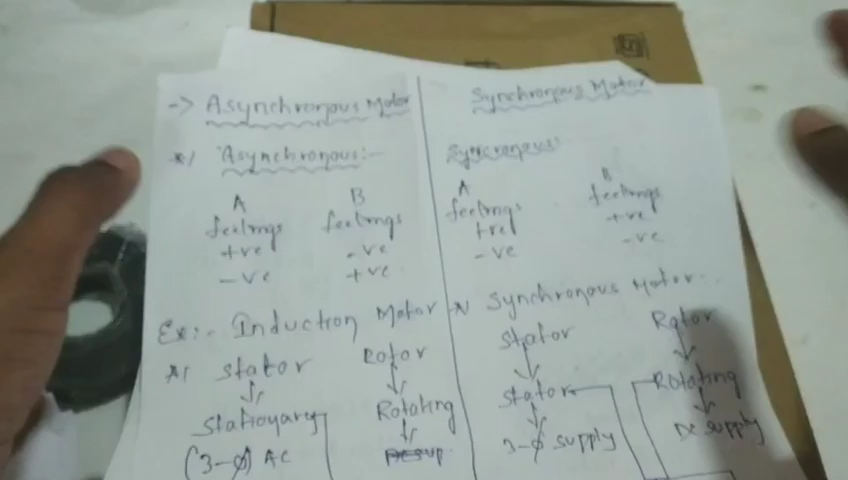 -> Asynchronous Motor
*/ Asynchronous:-
A B
feelings feelings
+ve -ve
-ve +ve
Ex:- Induction Motor
*/ Stator Rotor
Stationary Rotating
(3-φ) AC
Synchronous Motor
Syncronous:
A B
feelings feelings
+ve +ve
-ve -ve
Synchronous Motor:
Stator Rotor
Stator Rotating
3-φ supply DC supply